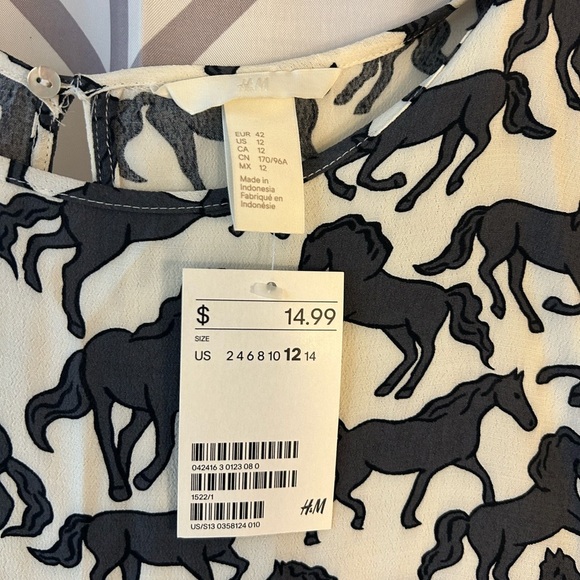 H&M
EUR 42
US 12
CA 12
CN 170/96A
MX 12
Made in
Indonesia
Fabriqué en
Indonésie
$ 14.99
SIZE
US 2 4 6 8 10 12 14
042416 3 0123 08 0
1522/1
US/S13 0358124 010
H&M